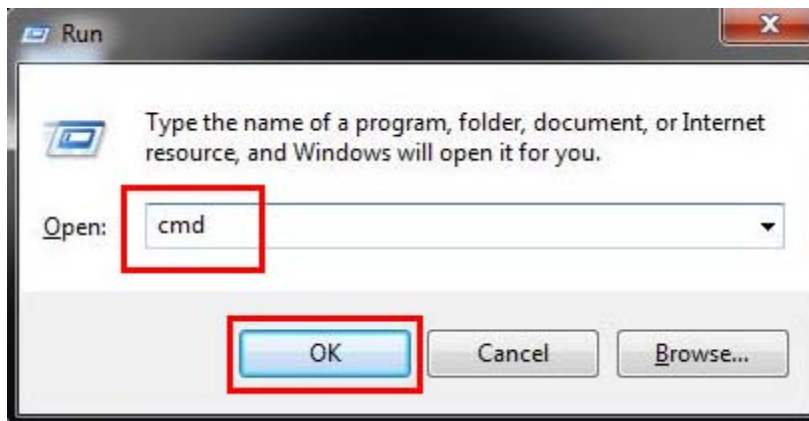 Run
Type the name of a program, folder, document, or Internet
resource, and Windows will open it for you.
Open: cmd
OK Cancel Browse...